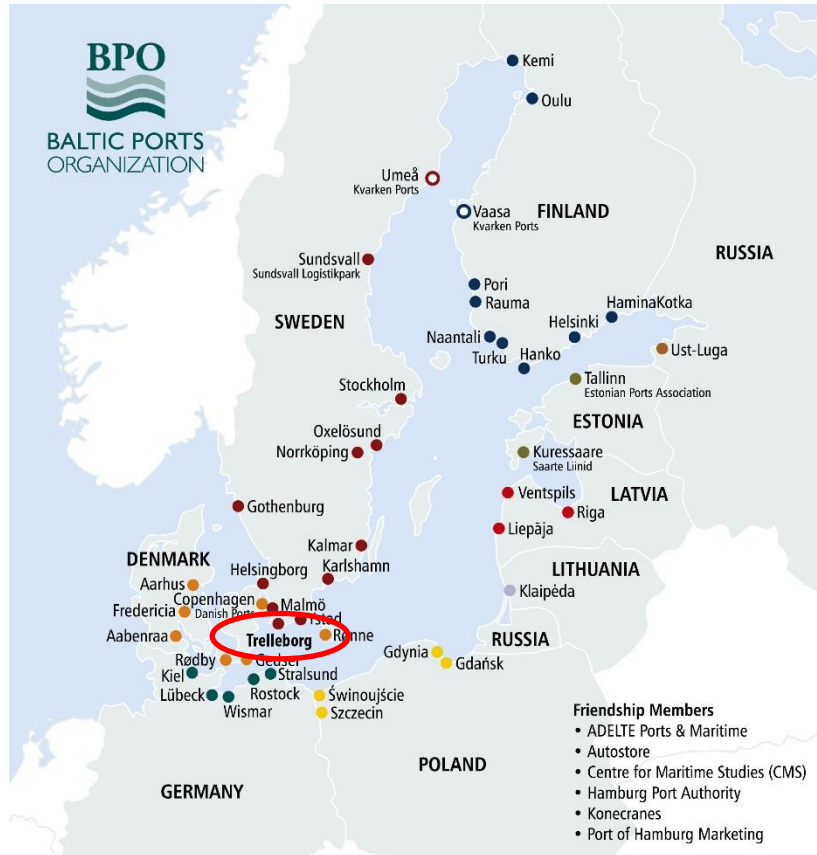 BPO
BALTIC PORTS
ORGANIZATION
Kemi
Oulu
Umeå
Kvarken Ports
Vaasa
Kvarken Ports
FINLAND
RUSSIA
Sundsvall
Sundsvall Logistikpark
Pori
Rauma
SWEDEN
HaminaKotka
Naantali
Helsinki
Turku
Hanko
Ust-Luga
Tallinn
Estonian Ports Association
Stockholm
ESTONIA
Oxelösund
Norrköping
Kuressaare
Saarte Liinid
Ventspils
LATVIA
Gothenburg
Riga
Liepāja
Kalmar
DENMARK
Helsingborg
Karlshamn
LITHUANIA
Aarhus
Copenhagen
Danish Ports
Malmö
Klaipėda
Fredericia
Ystad
Aabenraa
Trelleborg
Rønne
RUSSIA
Gdynia
Gdańsk
Rødby
Gedser
Kiel
Stralsund
Lübeck
Rostock
Wismar
Świnoujście
Szczecin
GERMANY
POLAND
Friendship Members
• ADELTE Ports & Maritime
• Autostore
• Centre for Maritime Studies (CMS)
• Hamburg Port Authority
• Konecranes
• Port of Hamburg Marketing